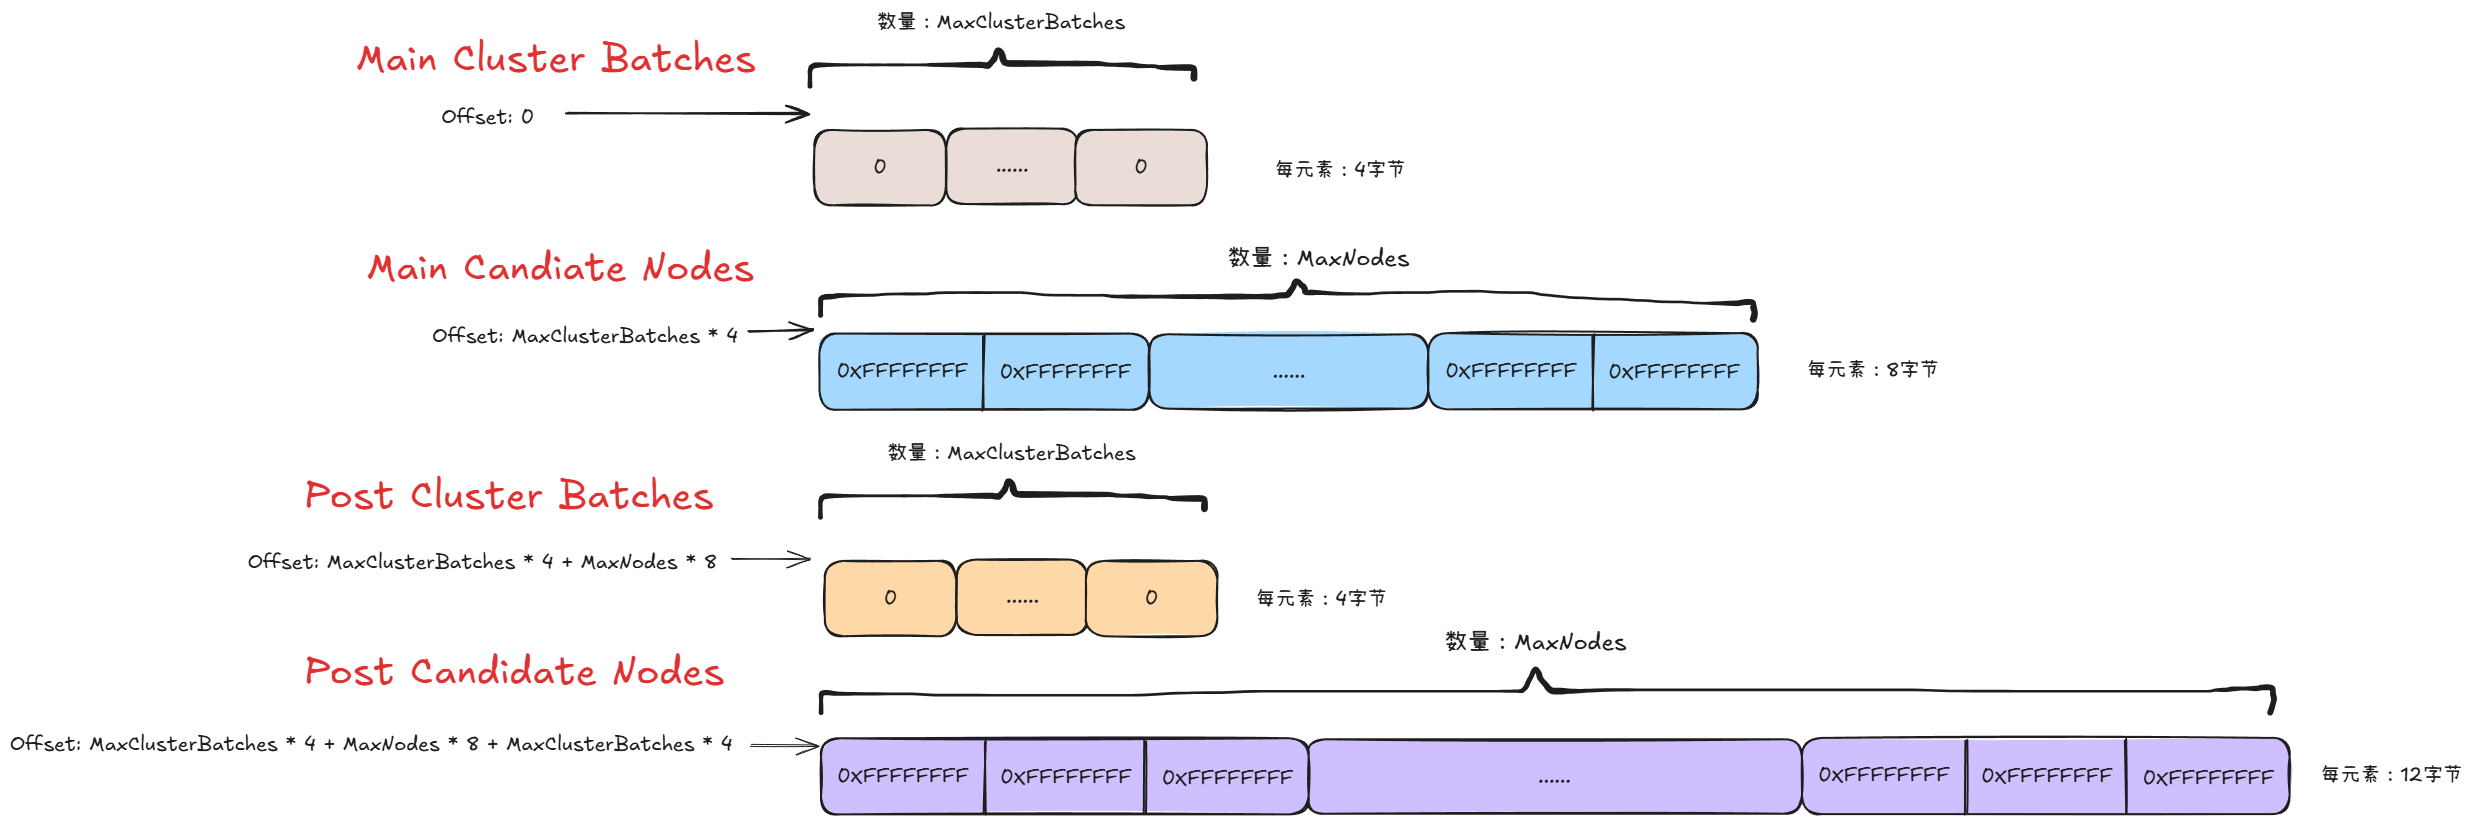 数量：MaxClusterBatches
Main Cluster Batches
Offset: 0
0 ...... 0
每元素：4字节
数量：MaxNodes
Main Candiate Nodes
Offset: MaxClusterBatches * 4
0xFFFFFFFF 0xFFFFFFFF ...... 0xFFFFFFFF 0xFFFFFFFF
每元素：8字节
数量：MaxClusterBatches
Post Cluster Batches
Offset: MaxClusterBatches * 4 + MaxNodes * 8
0 ...... 0
每元素：4字节
数量：MaxNodes
Post Candidate Nodes
Offset: MaxClusterBatches * 4 + MaxNodes * 8 + MaxClusterBatches * 4
0xFFFFFFFF 0xFFFFFFFF 0xFFFFFFFF ...... 0xFFFFFFFF 0xFFFFFFFF 0xFFFFFFFF
每元素：12字节